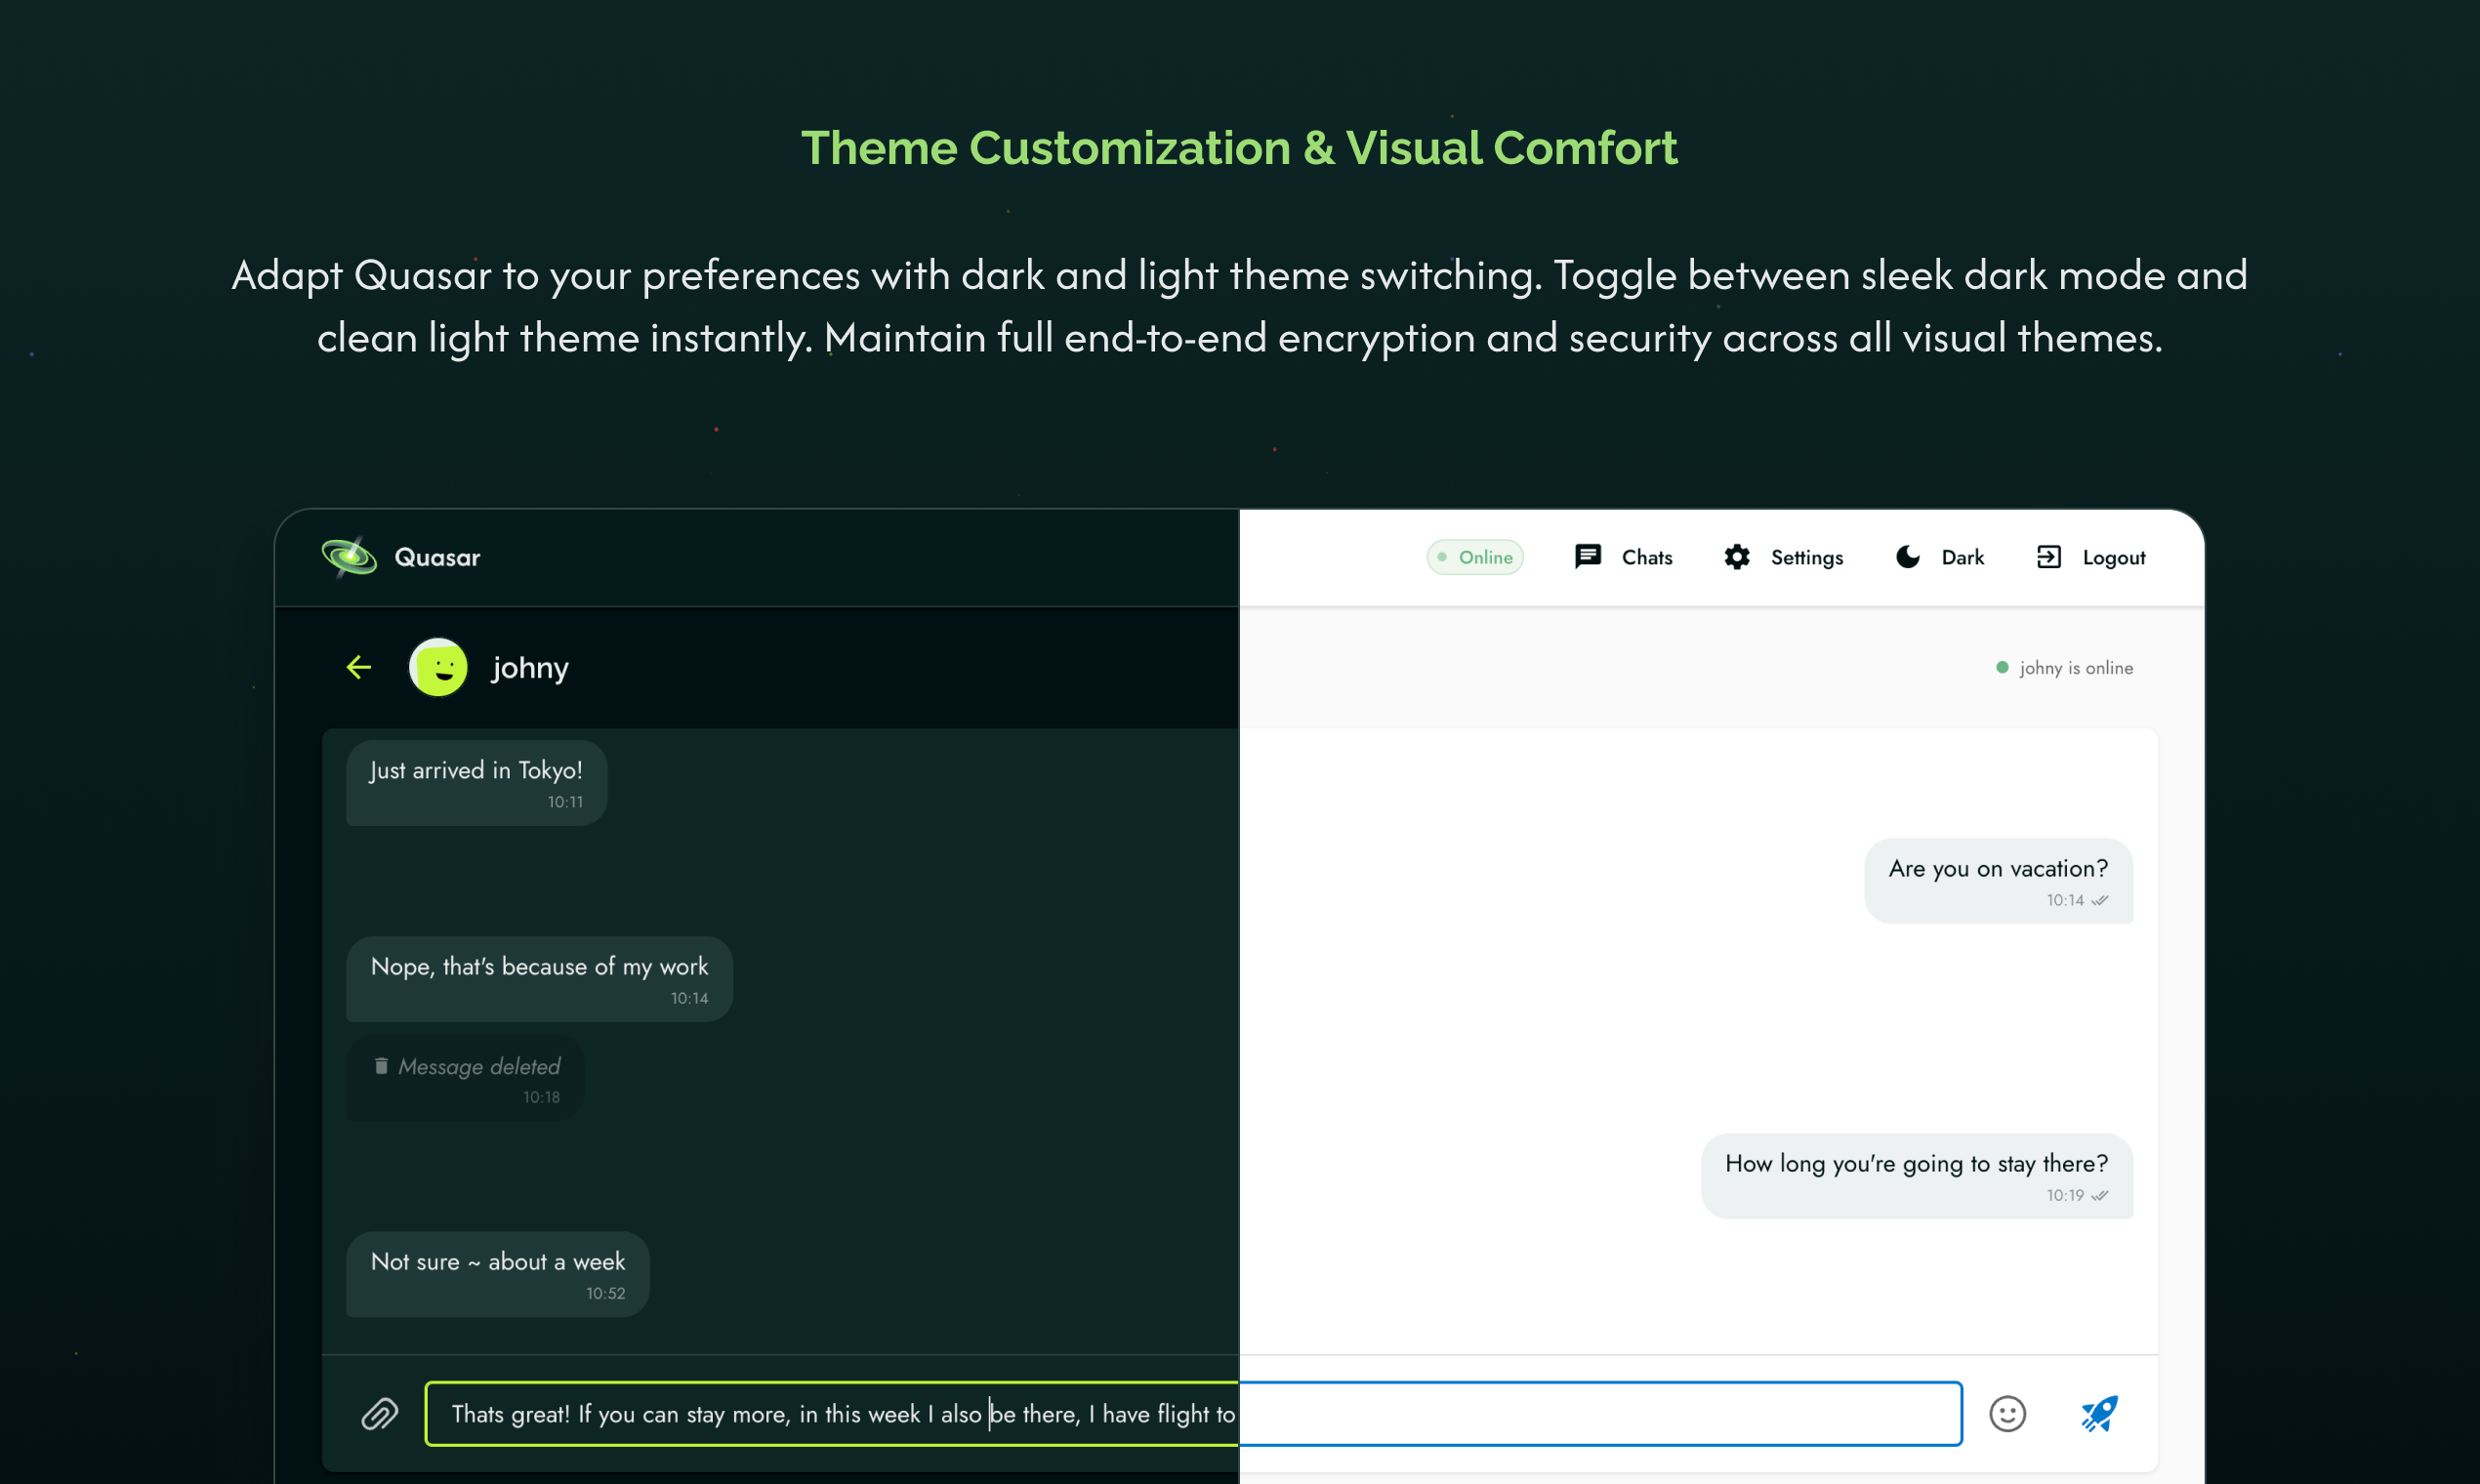 Theme Customization & Visual Comfort
Adapt Quasar to your preferences with dark and light theme switching. Toggle between sleek dark mode and
clean light theme instantly. Maintain full end-to-end encryption and security across all visual themes.
Quasar
Online
Chats
Settings
Dark
Logout
johny
johny is online
Just arrived in Tokyo!
10:11
Are you on vacation?
10:14
Nope, that's because of my work
10:14
Message deleted
10:18
How long you're going to stay there?
10:19
Not sure ~ about a week
10:52
Thats great! If you can stay more, in this week I also be there, I have flight to